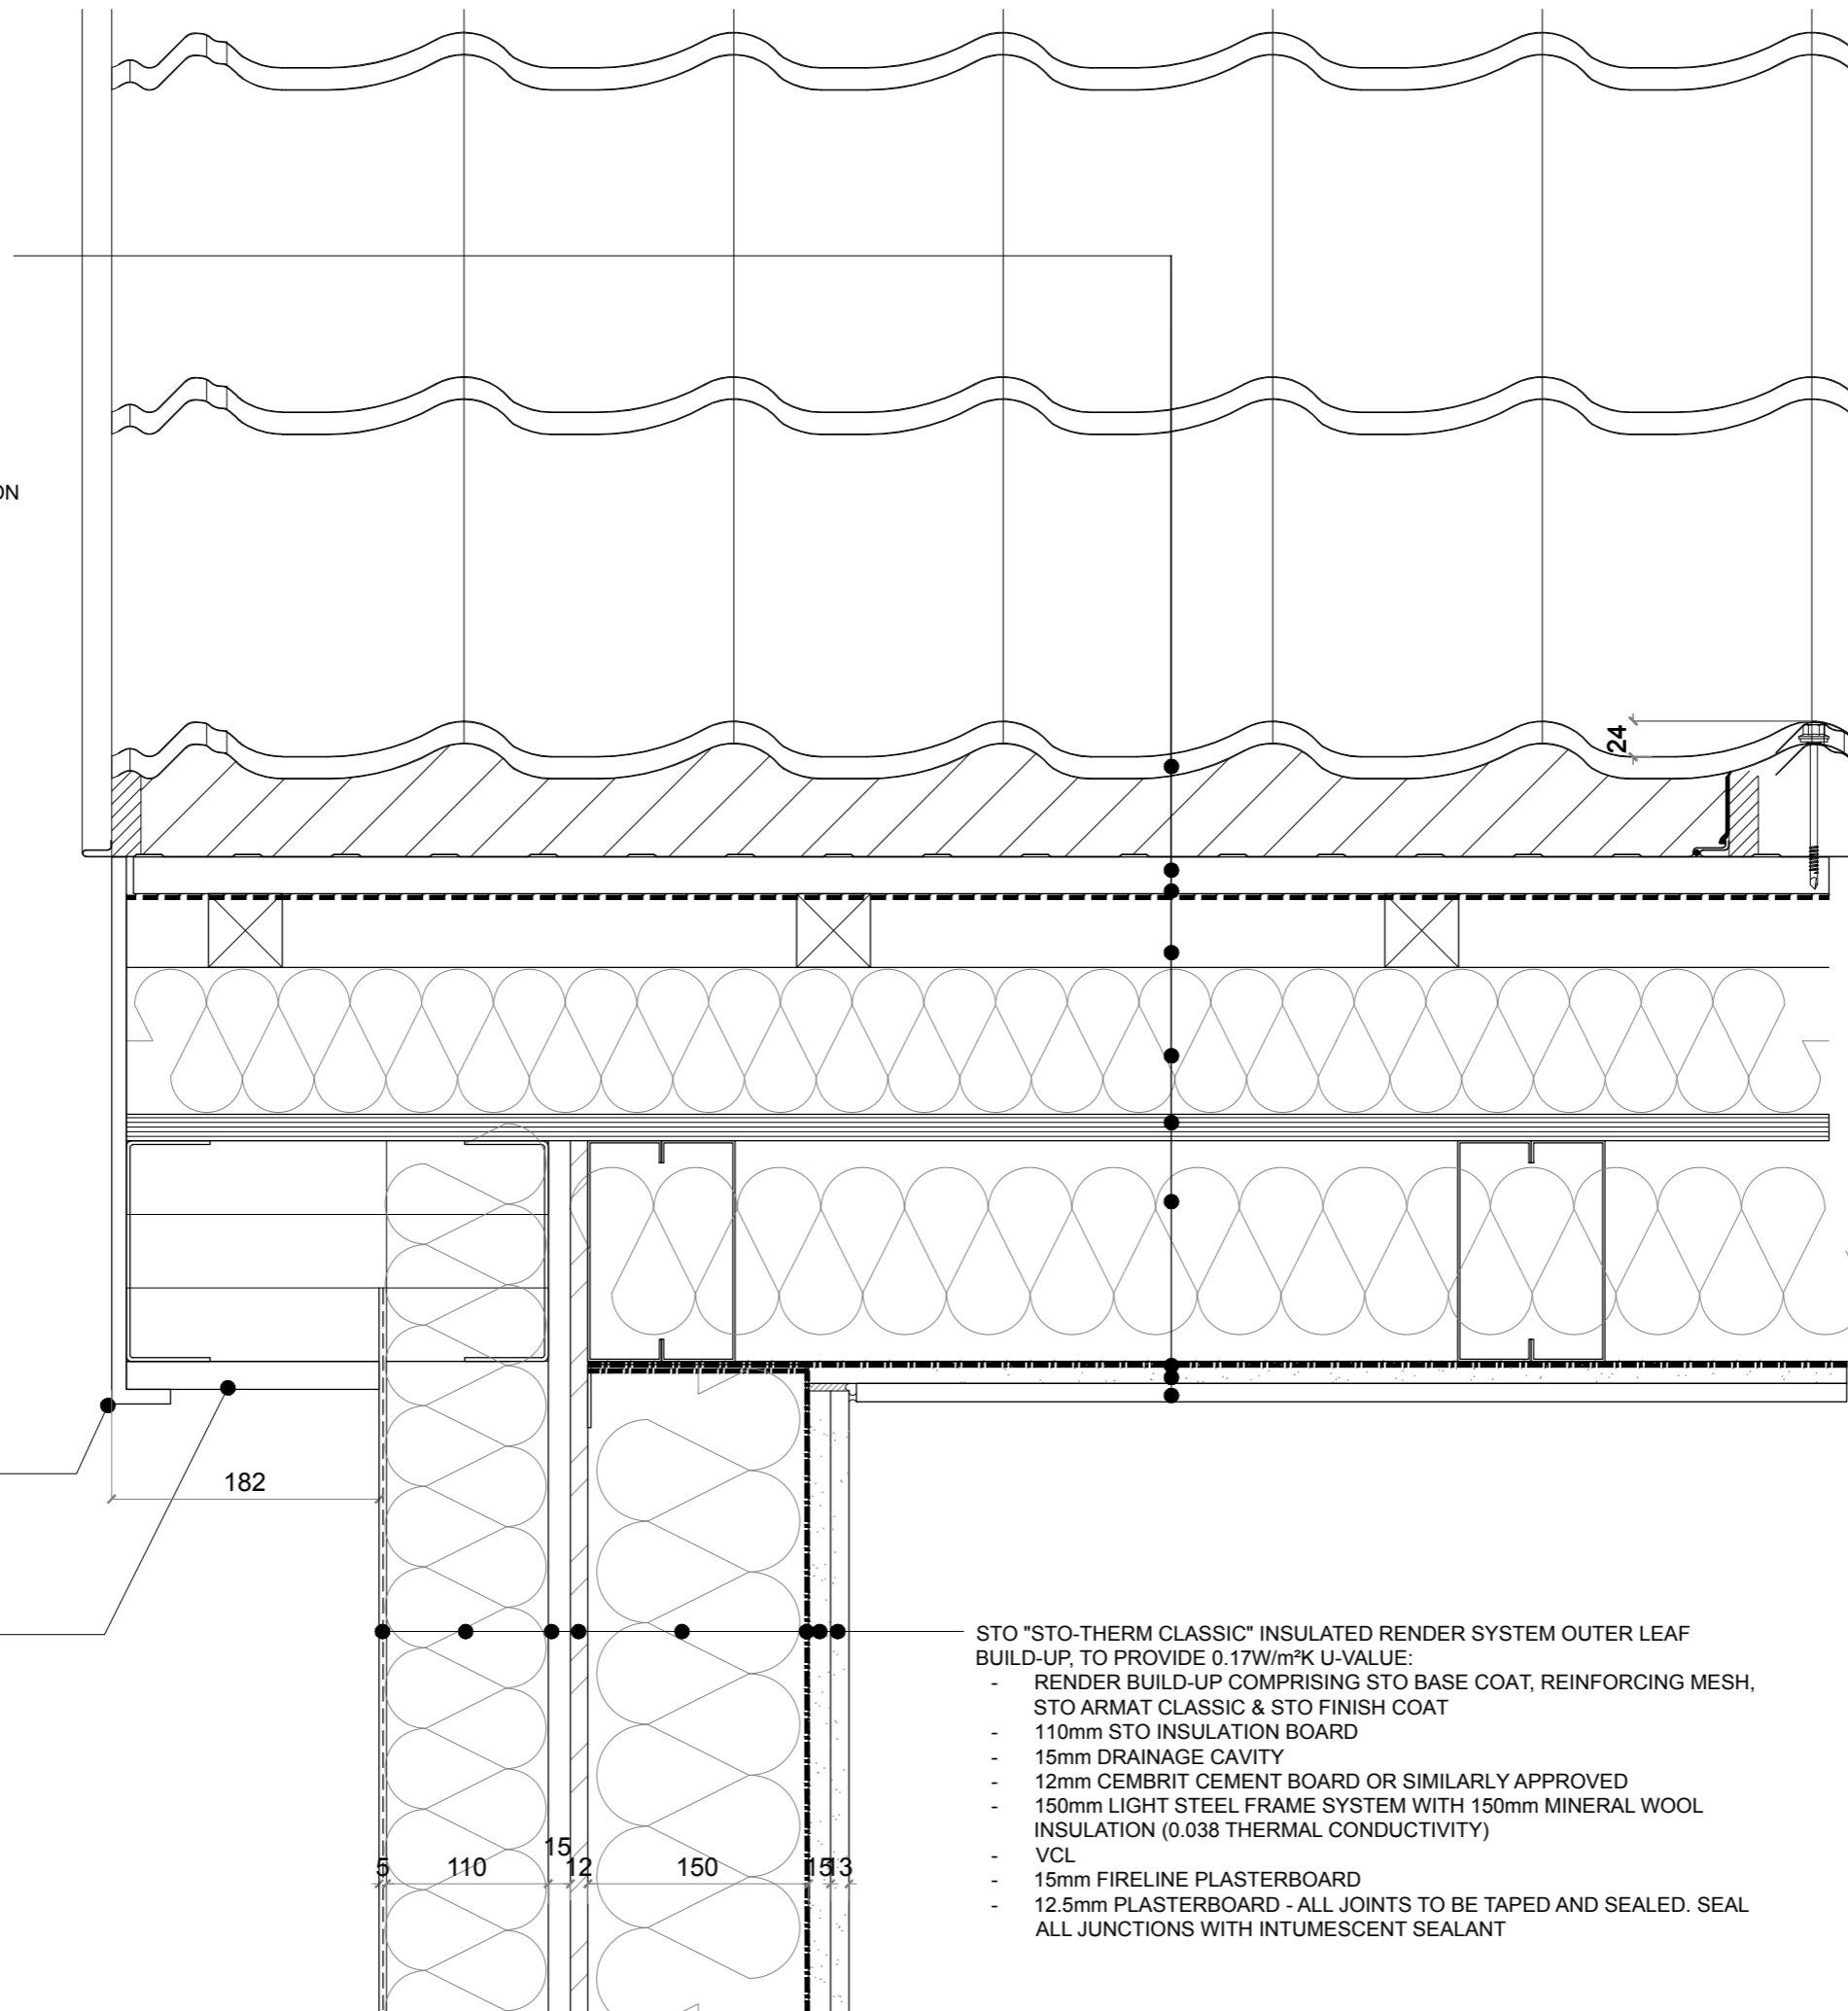 ON
24
182
STO "STO-THERM CLASSIC" INSULATED RENDER SYSTEM OUTER LEAF
BUILD-UP, TO PROVIDE 0.17W/m²K U-VALUE:
- RENDER BUILD-UP COMPRISING STO BASE COAT, REINFORCING MESH,
STO ARMAT CLASSIC & STO FINISH COAT
- 110mm STO INSULATION BOARD
- 15mm DRAINAGE CAVITY
- 12mm CEMBRIT CEMENT BOARD OR SIMILARLY APPROVED
- 150mm LIGHT STEEL FRAME SYSTEM WITH 150mm MINERAL WOOL
INSULATION (0.038 THERMAL CONDUCTIVITY)
- VCL
- 15mm FIRELINE PLASTERBOARD
- 12.5mm PLASTERBOARD - ALL JOINTS TO BE TAPED AND SEALED. SEAL
ALL JUNCTIONS WITH INTUMESCENT SEALANT
5 110 15 12 150 15 13